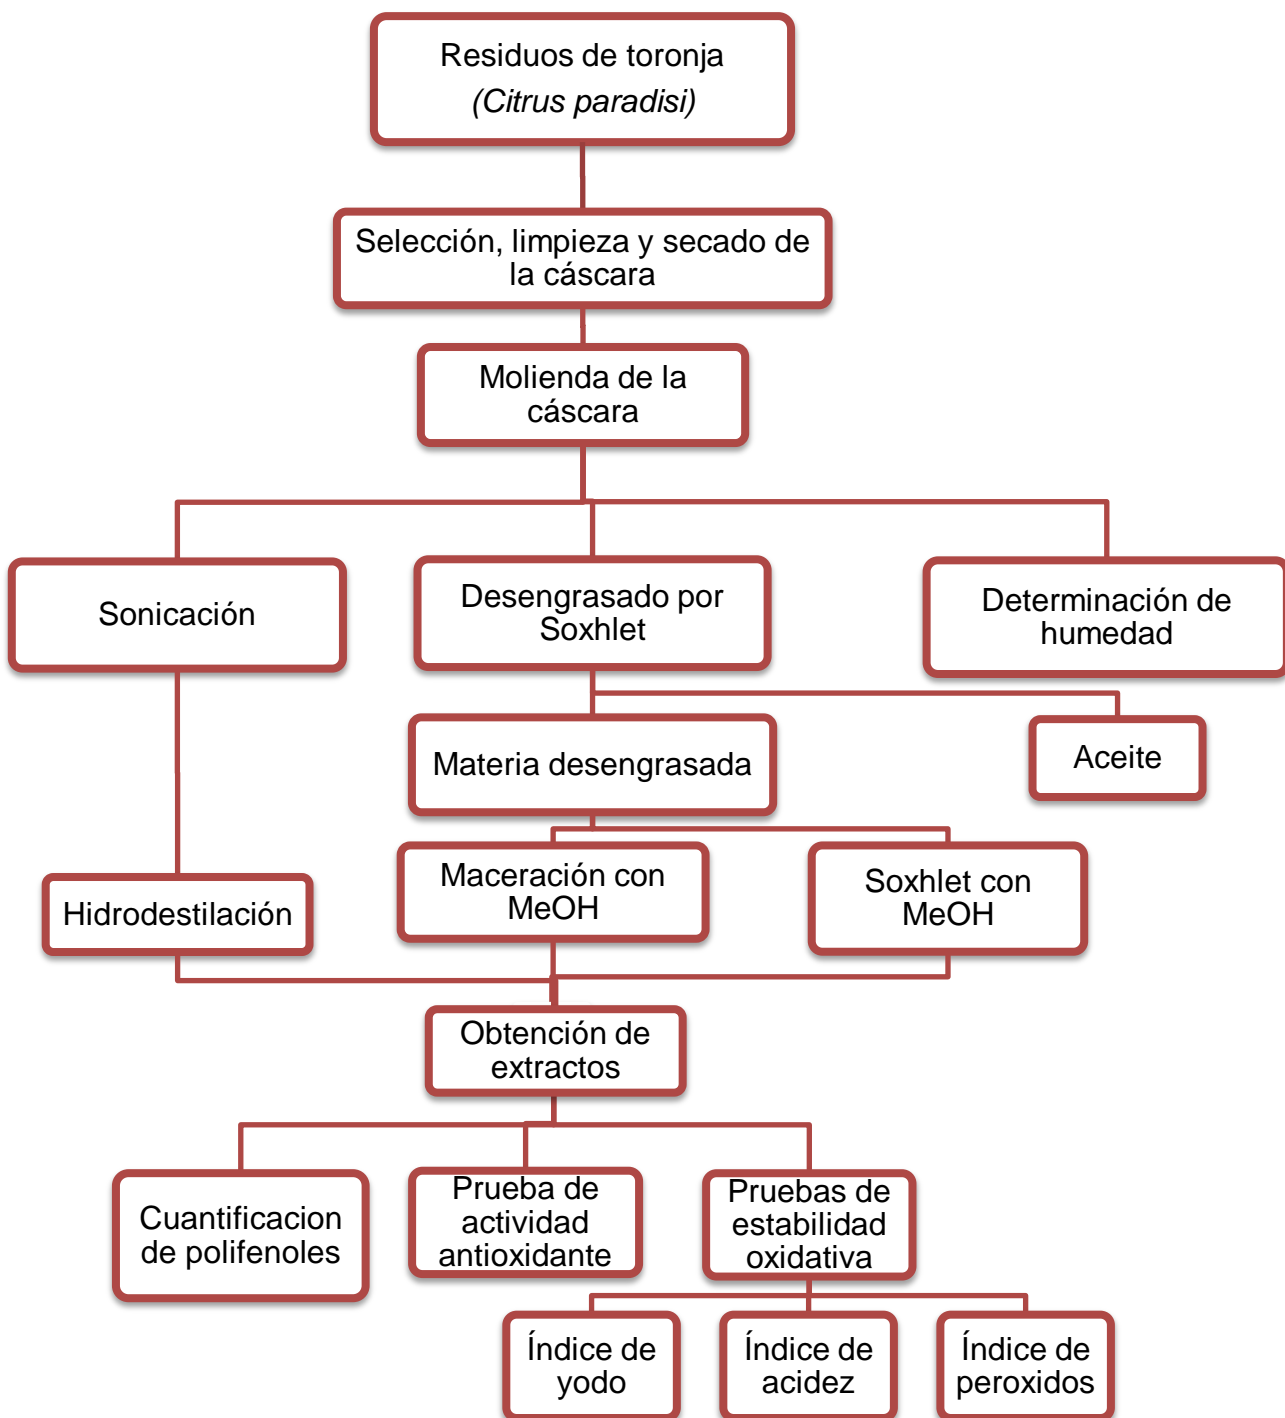 Residuos de toronja
(Citrus paradisi)
Selección, limpieza y secado de
la cáscara
Molienda de la
cáscara
Sonicación
Desengrasado por
Soxhlet
Determinación de
humedad
Materia desengrasada
Aceite
Hidrodestilación
Maceración con
MeOH
Soxhlet con
MeOH
Obtención de
extractos
Cuantificacion
de polifenoles
Prueba de
actividad
antioxidante
Pruebas de
estabilidad
oxidativa
Índice de
yodo
Índice de
acidez
Índice de
peroxidos